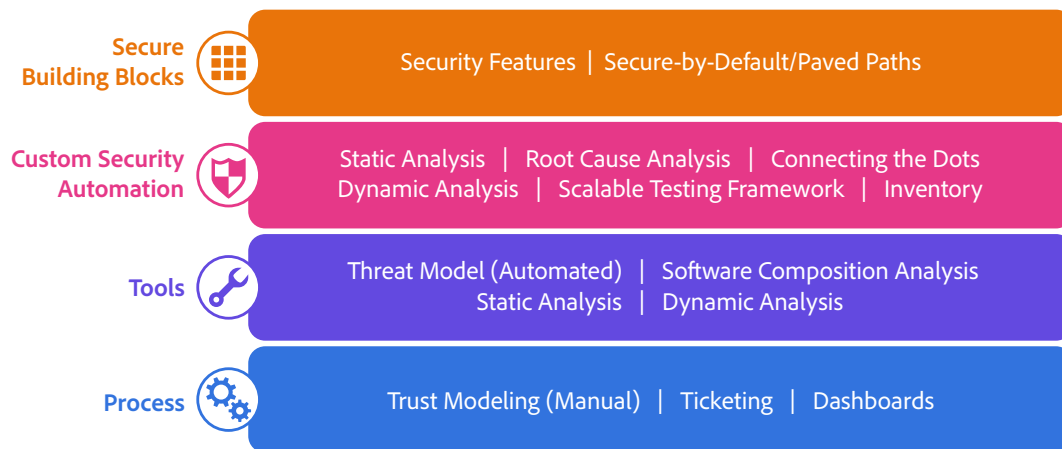 Secure
Building Blocks
Security Features | Secure-by-Default/Paved Paths
Custom Security
Automation
Static Analysis | Root Cause Analysis | Connecting the Dots
Dynamic Analysis | Scalable Testing Framework | Inventory
Tools
Threat Model (Automated) | Software Composition Analysis
Static Analysis | Dynamic Analysis
Process
Trust Modeling (Manual) | Ticketing | Dashboards